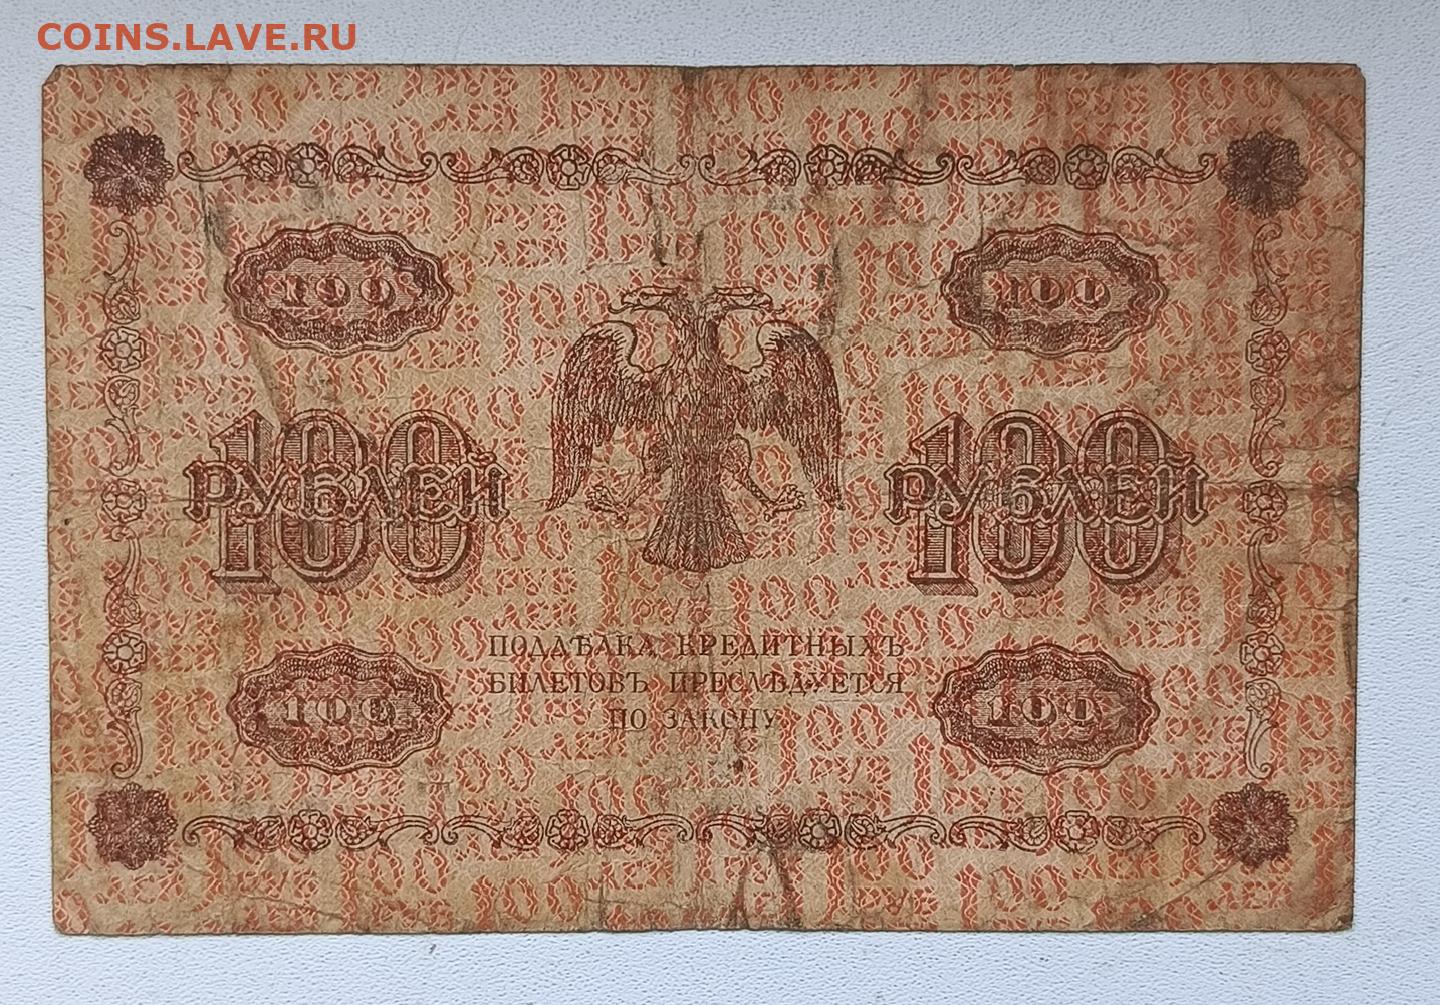 COINS.LAVE.RU
100 100
100
РУБЛЕЙ
100
РУБЛЕЙ
ПОДДѢЛКА КРЕДИТНЫХЪ
БИЛЕТОВЪ ПРЕСЛѢДУЕТСЯ
ПО ЗАКОНУ
100 100